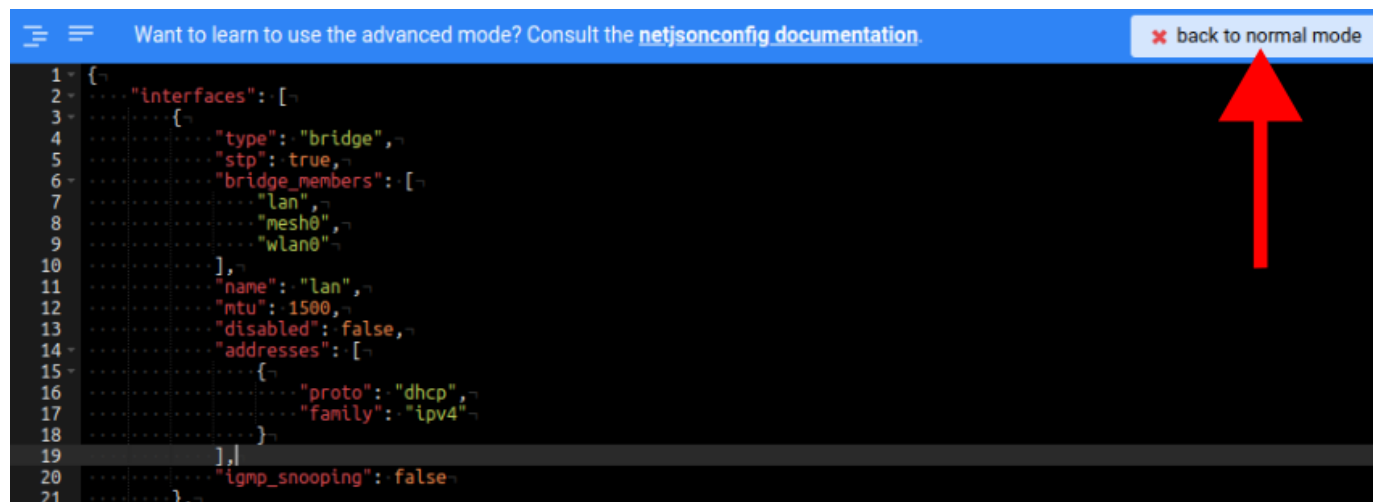 Want to learn to use the advanced mode? Consult the netjsonconfig documentation.
✖ back to normal mode
1 {
2 "interfaces": [
3 {
4 "type": "bridge",
5 "stp": true,
6 "bridge_members": [
7 "lan",
8 "mesh0",
9 "wlan0"
10 ],
11 "name": "lan",
12 "mtu": 1500,
13 "disabled": false,
14 "addresses": [
15 {
16 "proto": "dhcp",
17 "family": "ipv4"
18 }
19 ],
20 "igmp_snooping": false
21 },